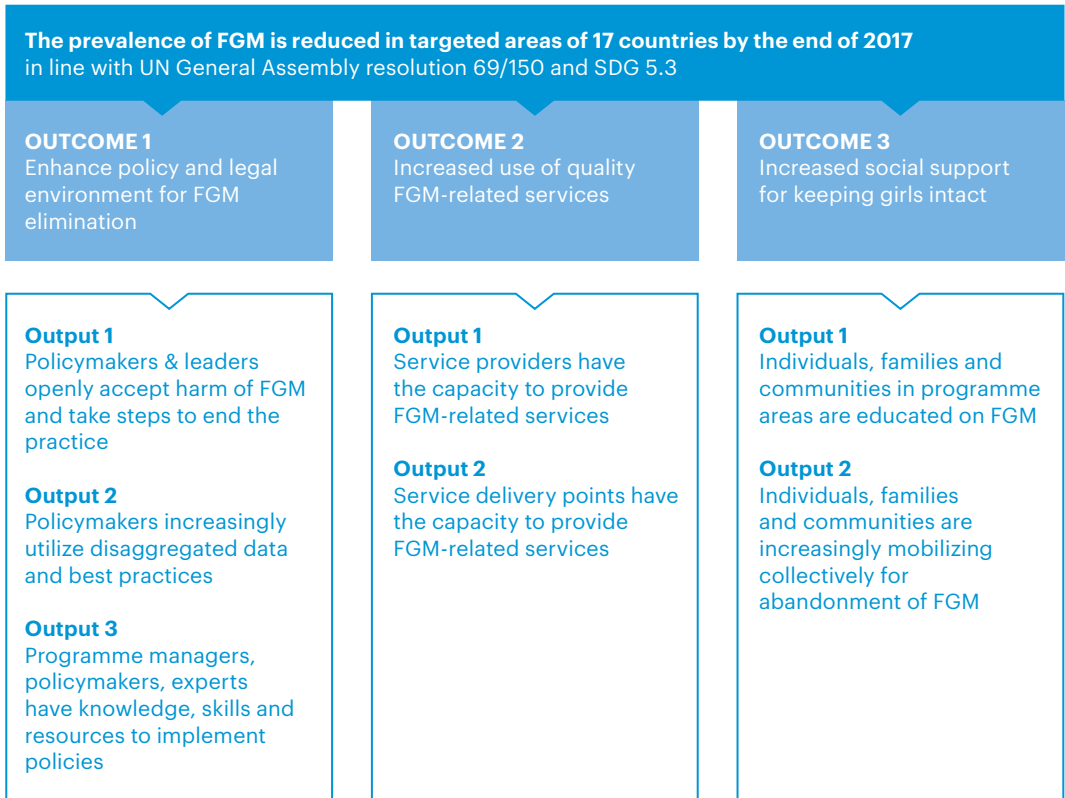 The prevalence of FGM is reduced in targeted areas of 17 countries by the end of 2017
in line with UN General Assembly resolution 69/150 and SDG 5.3
OUTCOME 1
Enhance policy and legal
environment for FGM
elimination
OUTCOME 2
Increased use of quality
FGM-related services
OUTCOME 3
Increased social support
for keeping girls intact
Output 1
Policymakers & leaders
openly accept harm of FGM
and take steps to end the
practice
Output 2
Policymakers increasingly
utilize disaggregated data
and best practices
Output 3
Programme managers,
policymakers, experts
have knowledge, skills and
resources to implement
policies
Output 1
Service providers have
the capacity to provide
FGM-related services
Output 2
Service delivery points have
the capacity to provide
FGM-related services
Output 1
Individuals, families and
communities in programme
areas are educated on FGM
Output 2
Individuals, families
and communities are
increasingly mobilizing
collectively for
abandonment of FGM